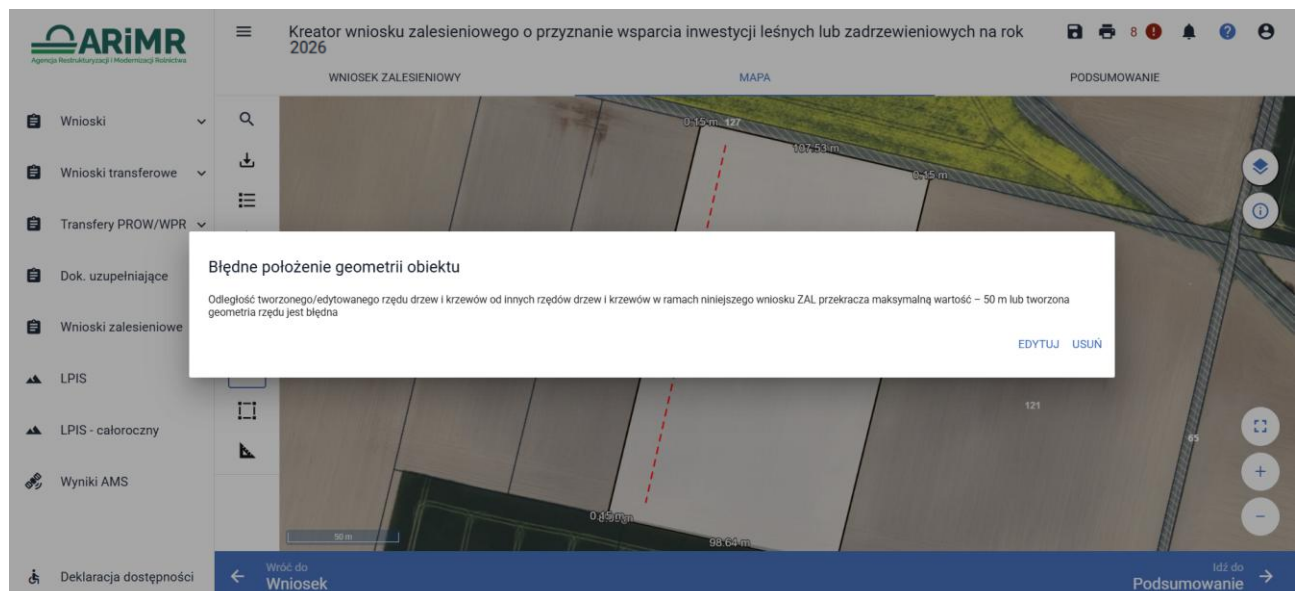 ARiMR
Agencja Restrukturyzacji i Modernizacji Rolnictwa
Kreator wniosku zalesieniowego o przyznanie wsparcia inwestycji leśnych lub zadrzewieniowych na rok
2026
8
WNIOSEK ZALESIENIOWY
MAPA
PODSUMOWANIE
Wnioski
Wnioski transferowe
Transfery PROW/WPR
Dok. uzupełniające
Wnioski zalesieniowe
LPIS
LPIS - całoroczny
Wyniki AMS
Deklaracja dostępności
0.15 m 127
107.53 m
0.15 m
Błędne położenie geometrii obiektu
Odległość tworzonego/edytowanego rzędu drzew i krzewów od innych rzędów drzew i krzewów w ramach niniejszego wniosku ZAL przekracza maksymalną wartość – 50 m lub tworzona
geometria rzędu jest błędna
EDYTUJ USUŃ
121
65
98.64 m
50 m
Wróć do
Wniosek
Idź do
Podsumowanie